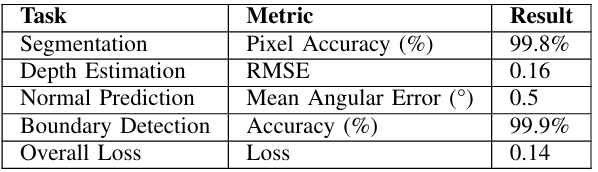 Task Metric Result
Segmentation Pixel Accuracy (%) 99.8%
Depth Estimation RMSE 0.16
Normal Prediction Mean Angular Error (°) 0.5
Boundary Detection Accuracy (%) 99.9%
Overall Loss Loss 0.14